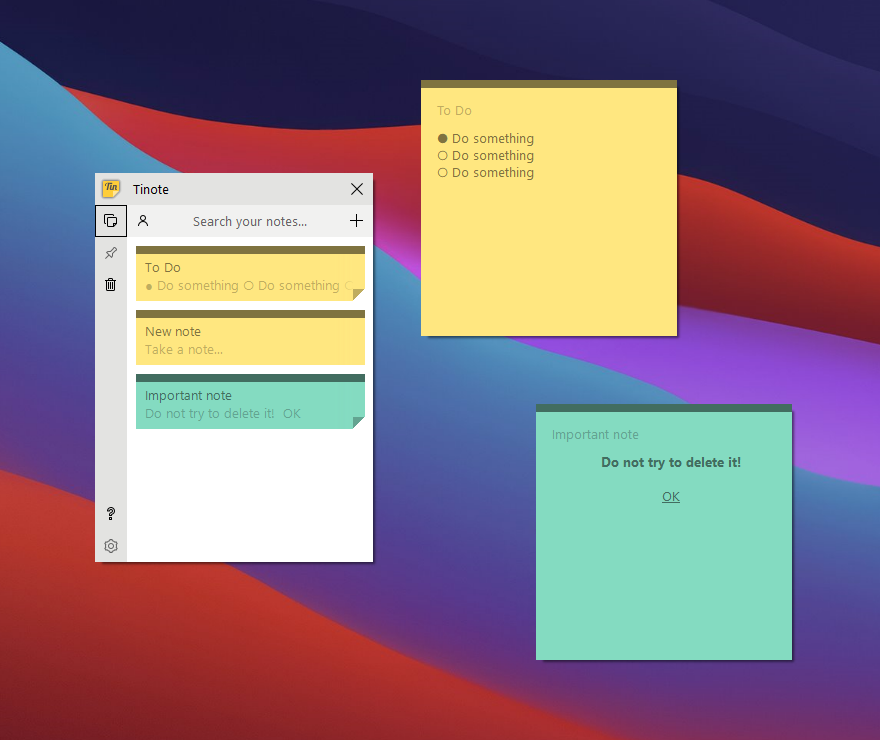 Tin
Tinote
Search your notes...
To Do
● Do something ○ Do something
New note
Take a note...
Important note
Do not try to delete it!  OK
?
To Do
● Do something
○ Do something
○ Do something
Important note
Do not try to delete it!
OK